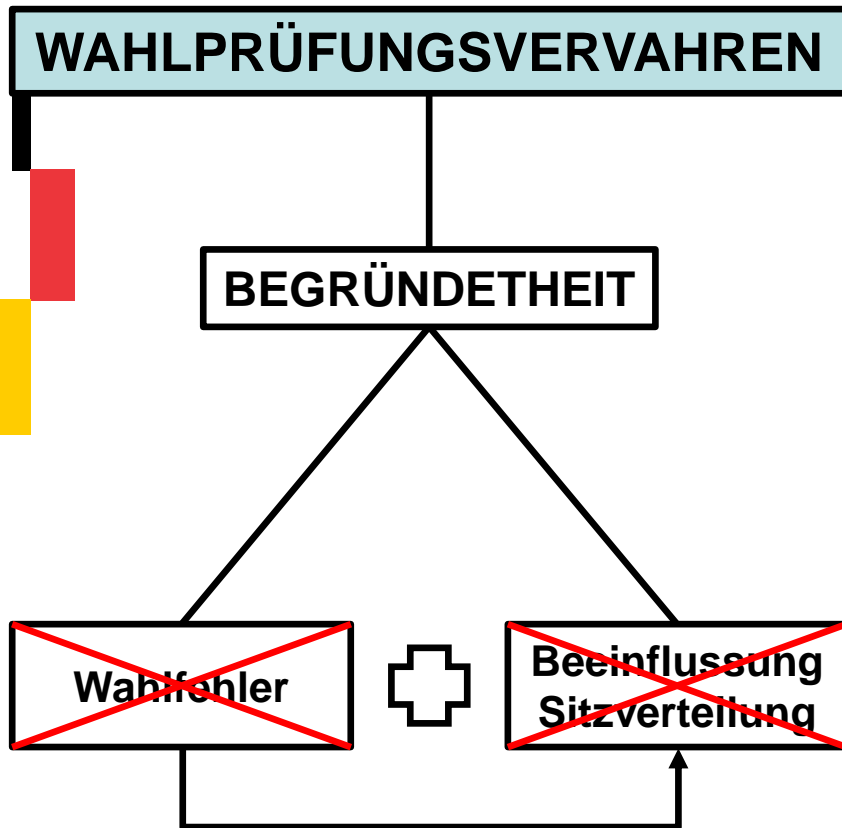 WAHLPRÜFUNGSVERVAHREN
BEGRÜNDETHEIT
Wahlfehler
Beeinflussung
Sitzverteilung